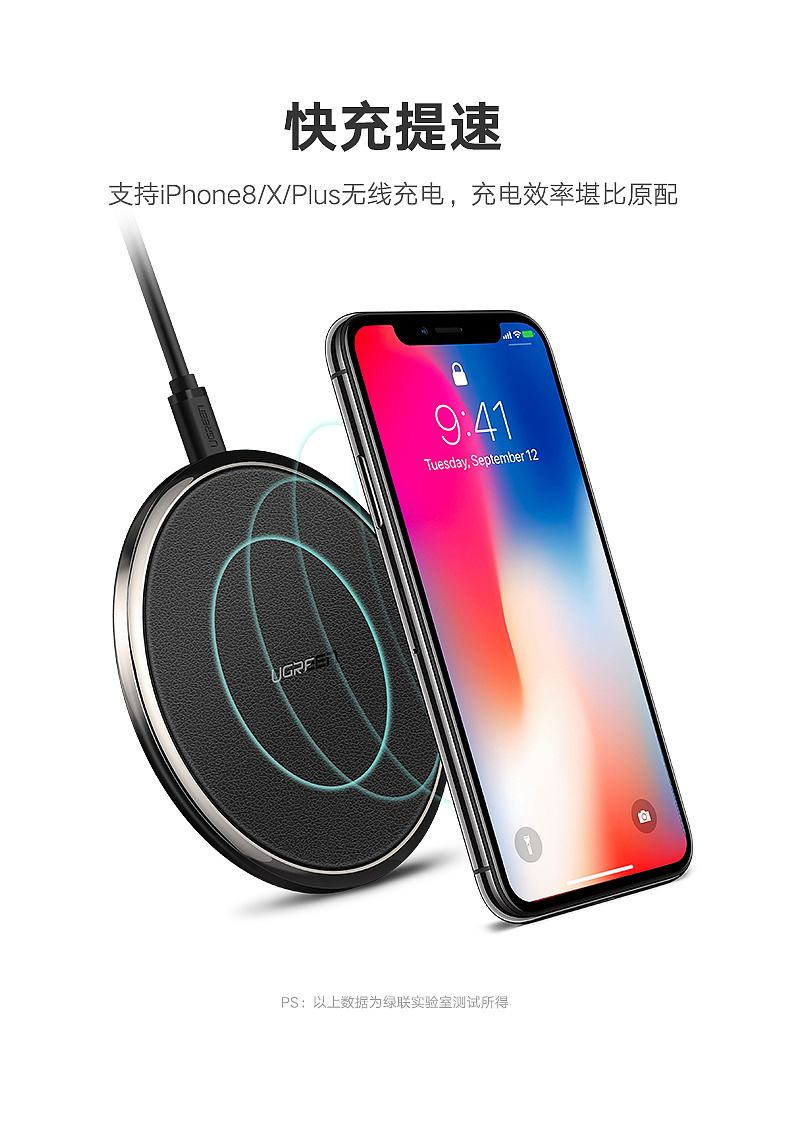 快充提速
支持iPhone8/X/Plus无线充电，充电效率堪比原配
UGREEN
9:41
Tuesday, September 12
UGREEN
PS：以上数据为绿联实验室测试所得